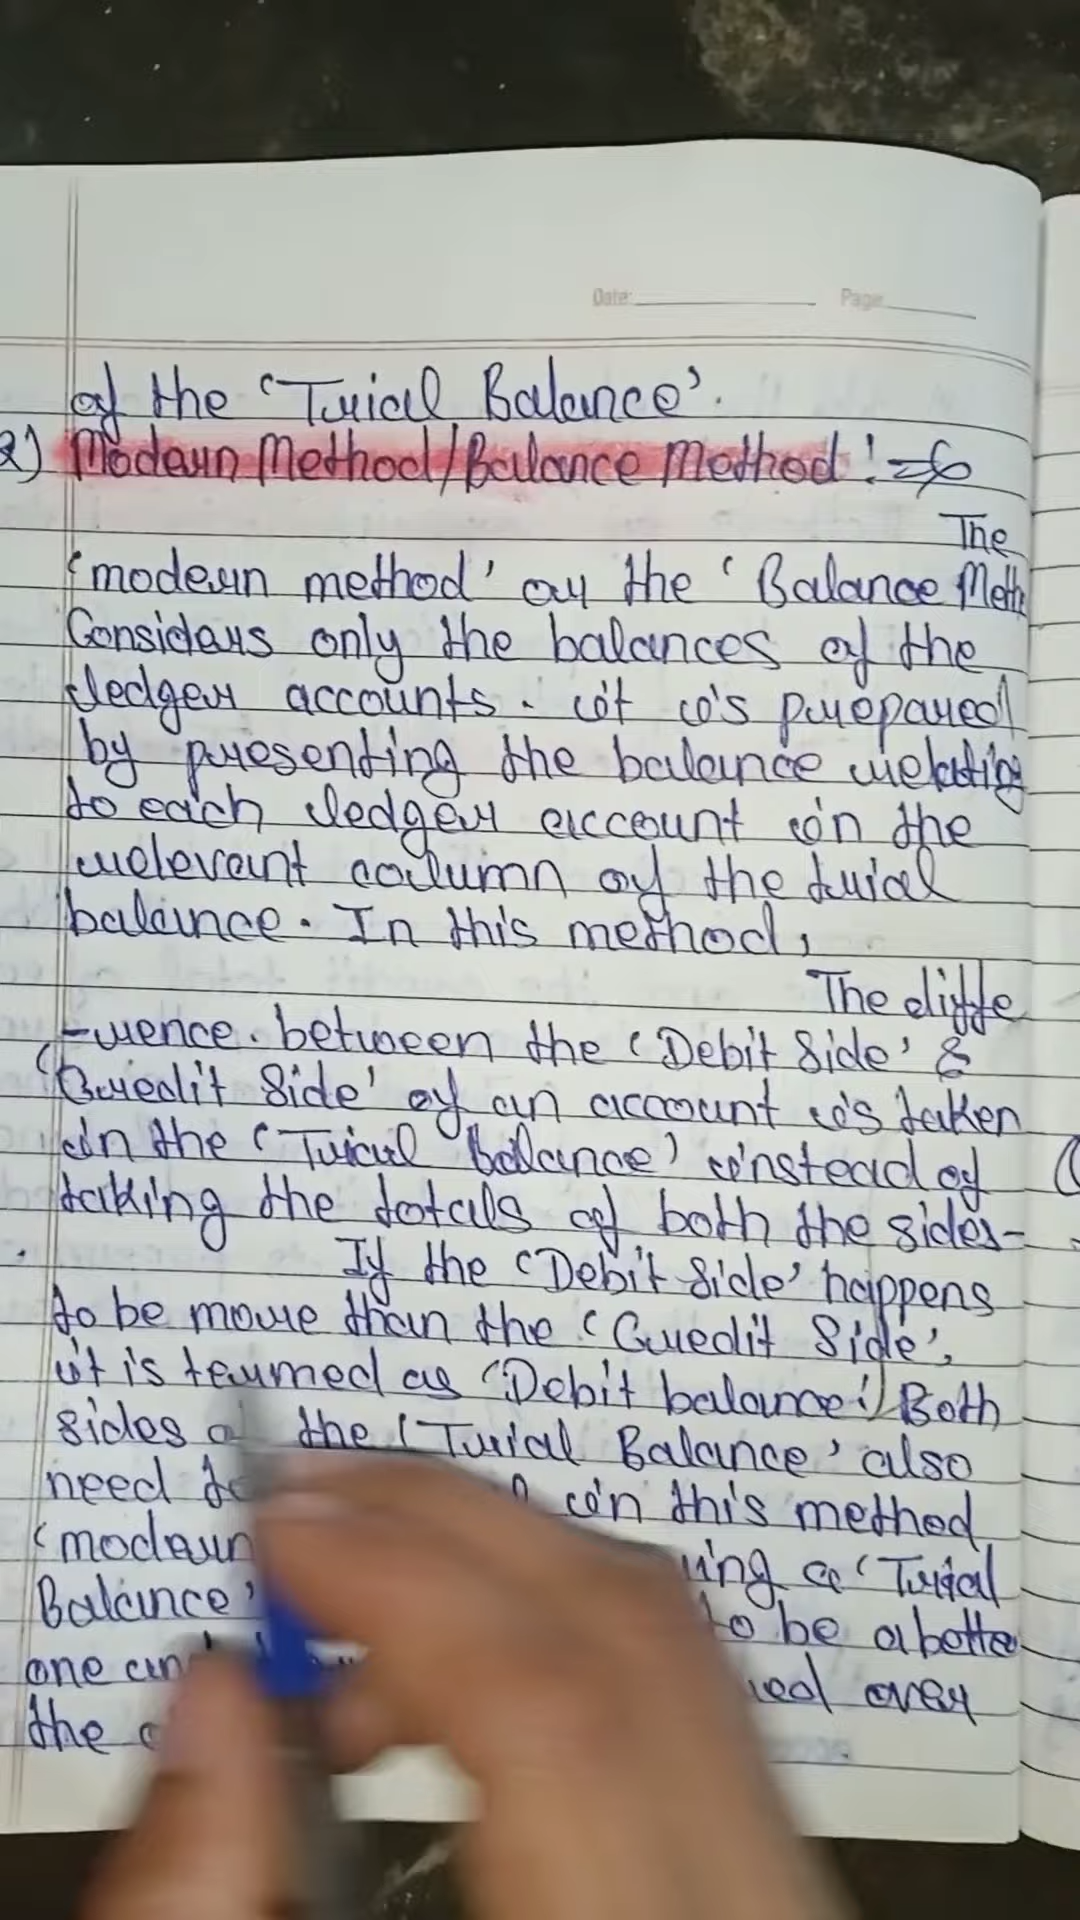 Date: Page:
of the 'Trial Balance'.
2) Modern Method/Balance Method :-
The
'modern method' or the 'Balance Meth
Considers only the balances of the
ledger accounts. it is prepared
by presenting the balance relating
to each ledger account in the
relevant column of the trial
balance. In this method,
The diffe
-rence between the 'Debit Side' &
'Credit Side' of an account is taken
in the 'Trial Balance' instead of
taking the totals of both the sides-
If the 'Debit Side' happens
to be more than the 'Credit Side',
it is termed as 'Debit balance'. Both
sides the 'Trial Balance' also
need in this method
'modern a 'Trial
Balance' to be a bette
one over
the